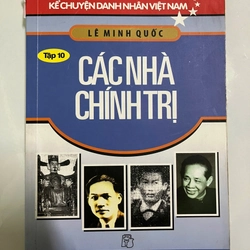 KỂ CHUYỆN DANH NHÂN VIỆT NAM
LÊ MINH QUỐC
Tập 10
CÁC NHÀ
CHÍNH TRỊ